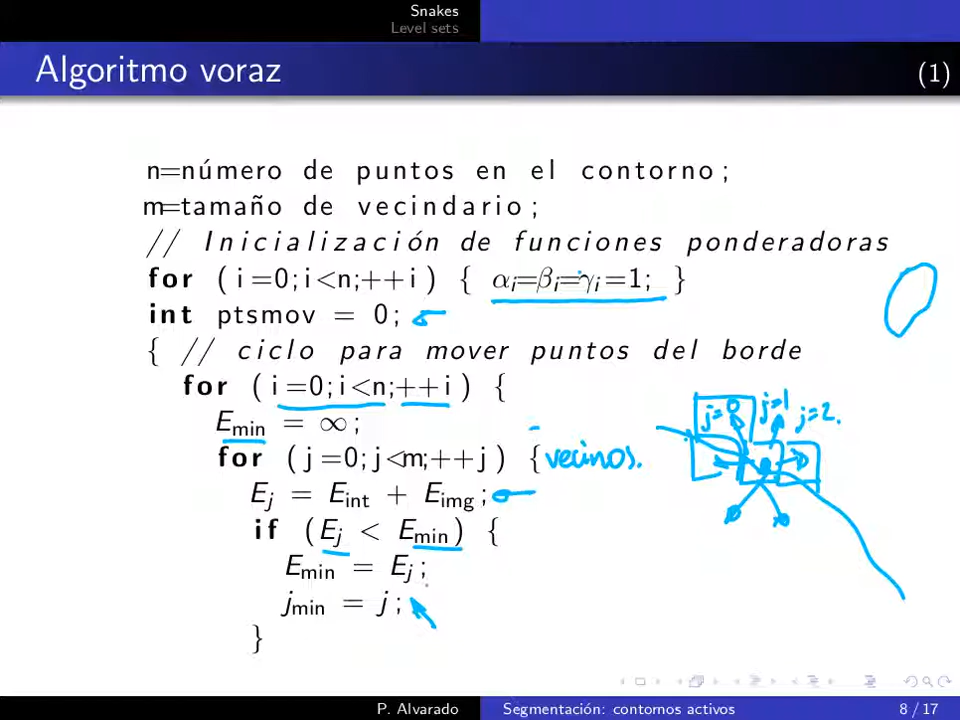 Snakes
Level sets
Algoritmo voraz (1)
n=número de puntos en el contorno;
m=tamaño de vecindario;
// Inicialización de funciones ponderadoras
for (i=0;i<n;++i) { αi=βi=γi=1; }
int ptsmov = 0;
{ // ciclo para mover puntos del borde
for (i=0;i<n;++i) {
Emin = ∞;
j=0 j=1 j=2.
for (j=0;j<m;++j) { vecinos.
Ej = Eint + Eimg;
if (Ej < Emin) {
Emin = Ej;
jmin = j;
}
P. Alvarado Segmentación: contornos activos 8 / 17